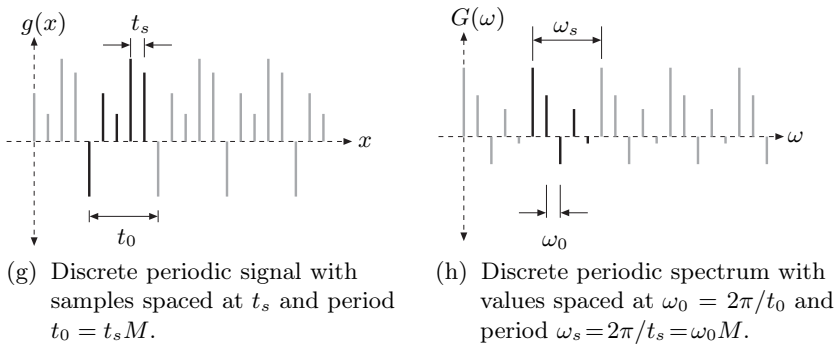 g(x)
t_s
x
t_0
(g) Discrete periodic signal with
samples spaced at t_s and period
t_0 = t_sM.
G(ω)
ω_s
ω
ω_0
(h) Discrete periodic spectrum with
values spaced at ω_0 = 2π/t_0 and
period ω_s = 2π/t_s = ω_0M.